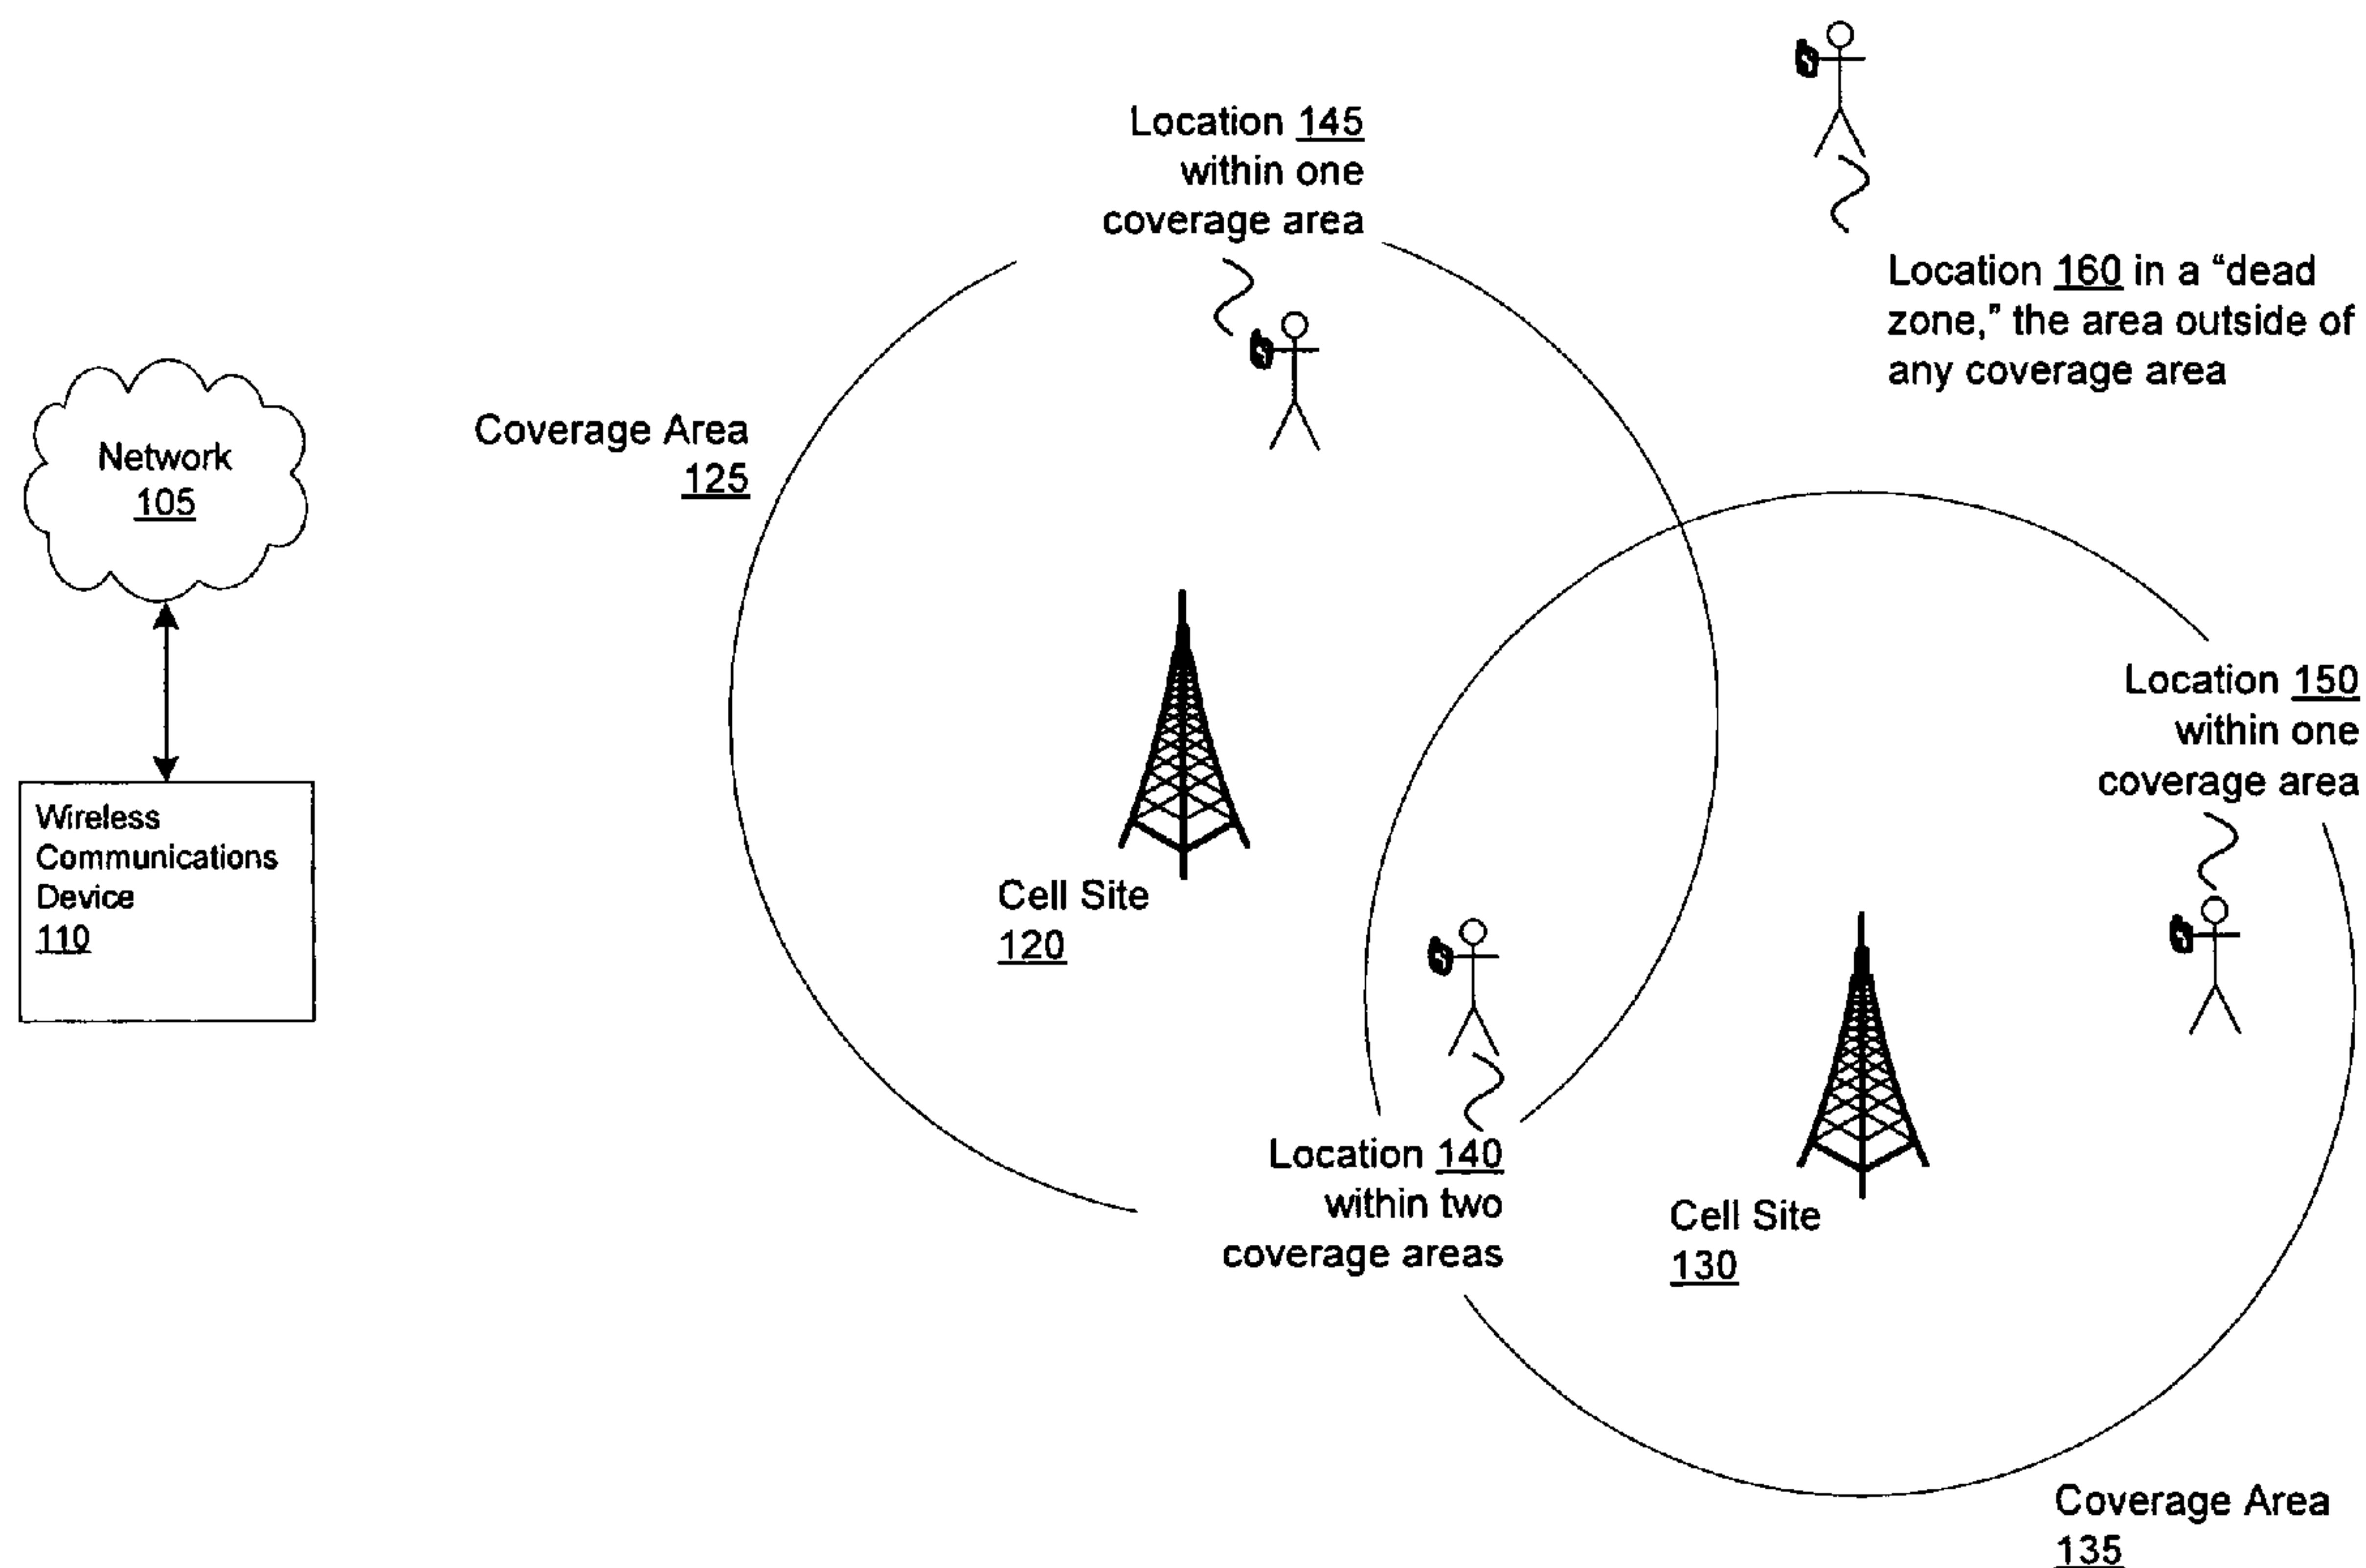 Location 145
within one
coverage area
Location 160 in a “dead
zone,” the area outside of
any coverage area
Coverage Area
125
Network
105
Location 150
within one
coverage area
Wireless
Communications
Device
110
Cell Site
120
Location 140
within two
coverage areas
Cell Site
130
Coverage Area
135